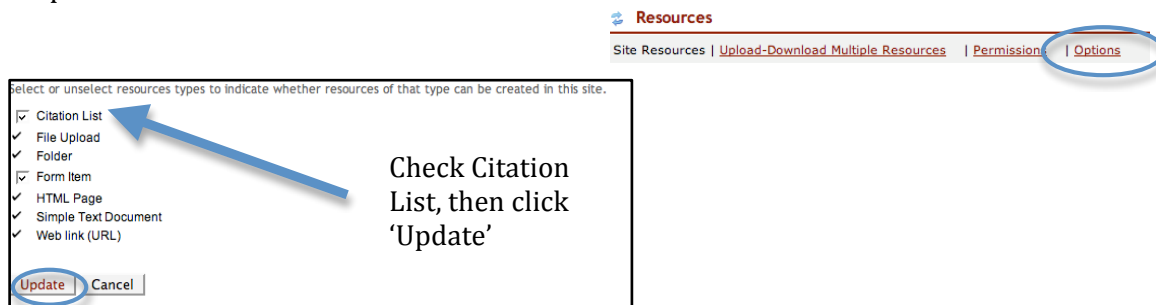 Resources
Site Resources | Upload-Download Multiple Resources | Permissions | Options
Select or unselect resources types to indicate whether resources of that type can be created in this site.
Citation List
File Upload
Folder
Form Item
HTML Page
Simple Text Document
Web link (URL)
Update Cancel
Check Citation
List, then click
‘Update’